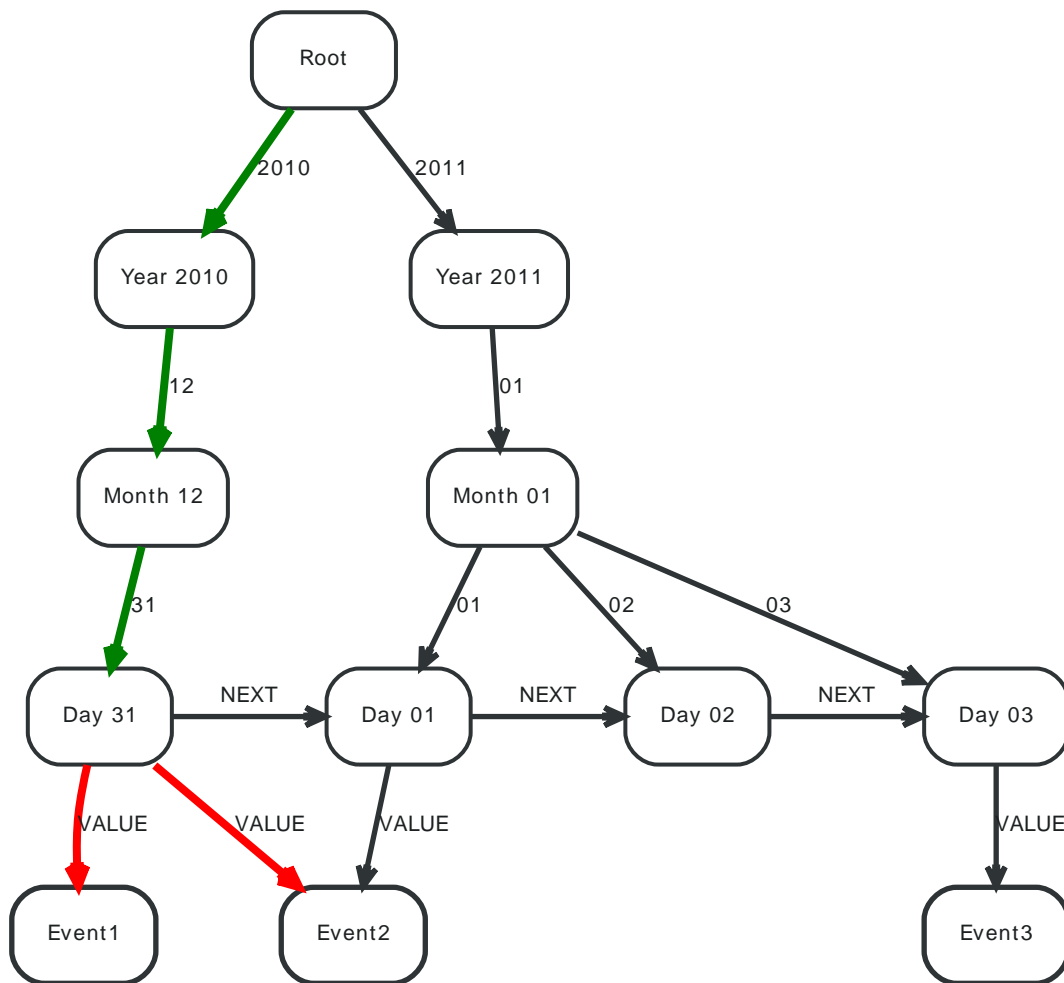 Root
2010
2011
Year 2010
Year 2011
12
01
Month 12
Month 01
31
01
02
03
Day 31
NEXT
Day 01
NEXT
Day 02
NEXT
Day 03
VALUE
VALUE
VALUE
VALUE
Event1
Event2
Event3